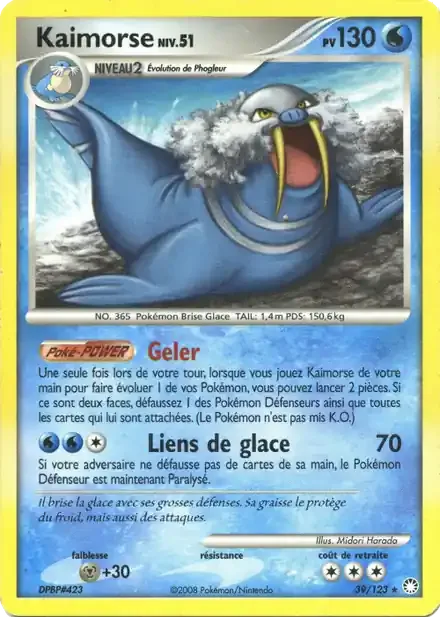 Kaimorse NIV.51 PV 130
NIVEAU2 Évolution de Phogleur
NO. 365 Pokémon Brise Glace TAIL: 1,4m PDS: 150,6kg
Poké-POWER Geler
Une seule fois lors de votre tour, lorsque vous jouez Kaimorse de votre
main pour faire évoluer 1 de vos Pokémon, vous pouvez lancer 2 pièces. Si
ce sont deux faces, défaussez 1 des Pokémon Défenseurs ainsi que toutes
les cartes qui lui sont attachées. (Le Pokémon n'est pas mis K.O.)
Liens de glace 70
Si votre adversaire ne défausse pas de cartes de sa main, le Pokémon
Défenseur est maintenant Paralysé.
Il brise la glace avec ses grosses défenses. Sa graisse le protège
du froid, mais aussi des attaques.
Illus. Midori Harada
faiblesse résistance coût de retraite
+30
DPBP#423 ©2008 Pokémon/Nintendo 39/123 ★